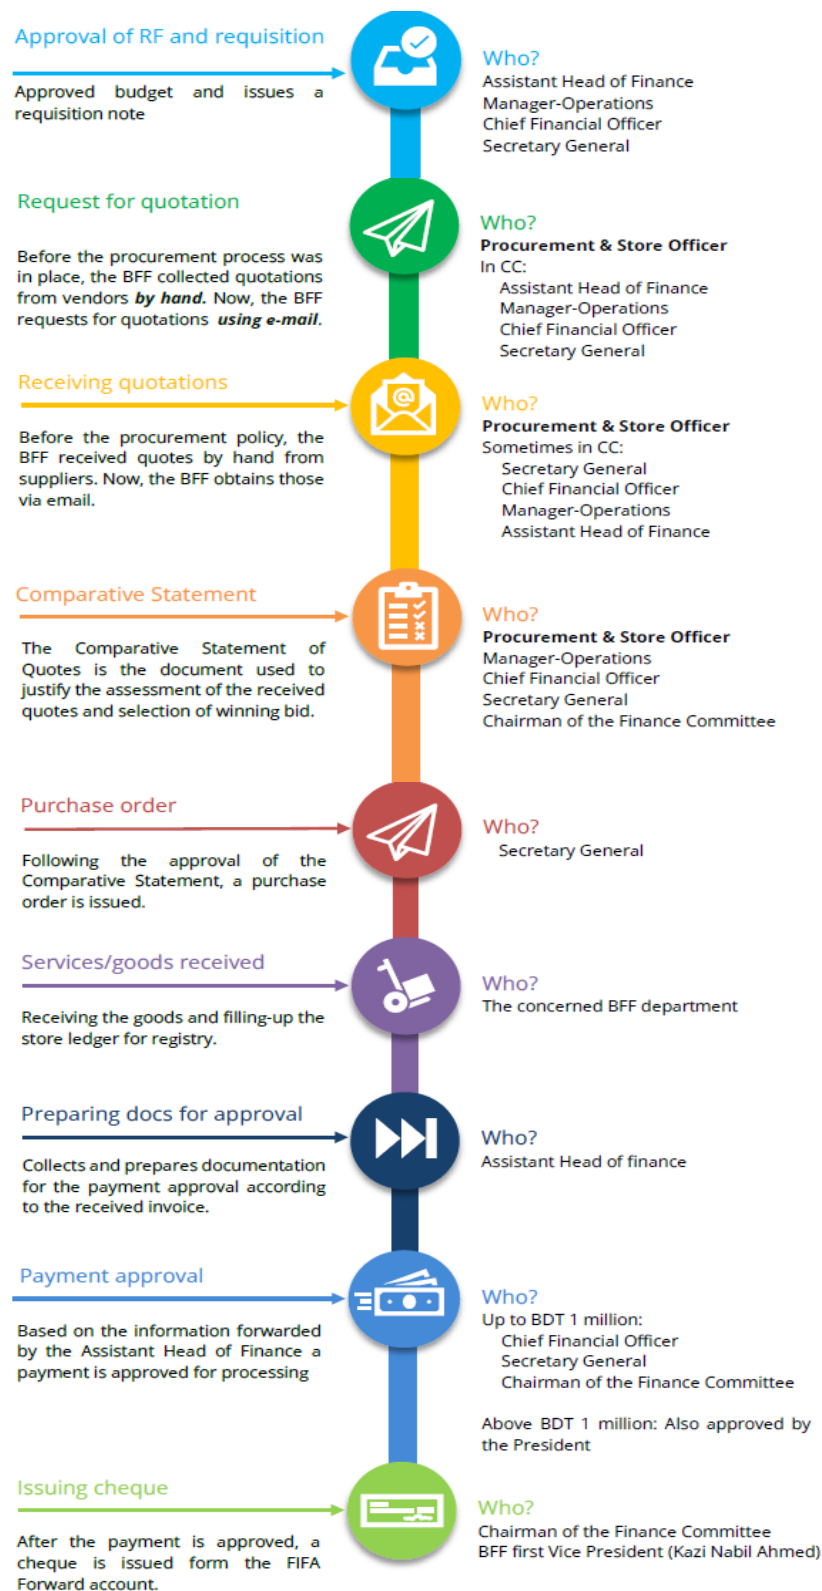 Approval of RF and requisition
Approved budget and issues a
requisition note
Who?
Assistant Head of Finance
Manager-Operations
Chief Financial Officer
Secretary General
Request for quotation
Before the procurement process was
in place, the BFF collected quotations
from vendors by hand. Now, the BFF
requests for quotations using e-mail.
Who?
Procurement & Store Officer
In CC:
Assistant Head of Finance
Manager-Operations
Chief Financial Officer
Secretary General
Receiving quotations
Before the procurement policy, the
BFF received quotes by hand from
suppliers. Now, the BFF obtains those
via email.
@
Who?
Procurement & Store Officer
Sometimes in CC:
Secretary General
Chief Financial Officer
Manager-Operations
Assistant Head of Finance
Comparative Statement
The Comparative Statement of
Quotes is the document used to
justify the assessment of the received
quotes and selection of winning bid.
Who?
Procurement & Store Officer
Manager-Operations
Chief Financial Officer
Secretary General
Chairman of the Finance Committee
Purchase order
Following the approval of the
Comparative Statement, a purchase
order is issued.
Who?
Secretary General
Services/goods received
Receiving the goods and filling-up the
store ledger for registry.
Who?
The concerned BFF department
Preparing docs for approval
Collects and prepares documentation
for the payment approval according
to the received invoice.
Who?
Assistant Head of finance
Payment approval
Based on the information forwarded
by the Assistant Head of Finance a
payment is approved for processing
Who?
Up to BDT 1 million:
Chief Financial Officer
Secretary General
Chairman of the Finance Committee
Above BDT 1 million: Also approved by
the President
Issuing cheque
After the payment is approved, a
cheque is issued form the FIFA
Forward account.
Who?
Chairman of the Finance Committee
BFF first Vice President (Kazi Nabil Ahmed)